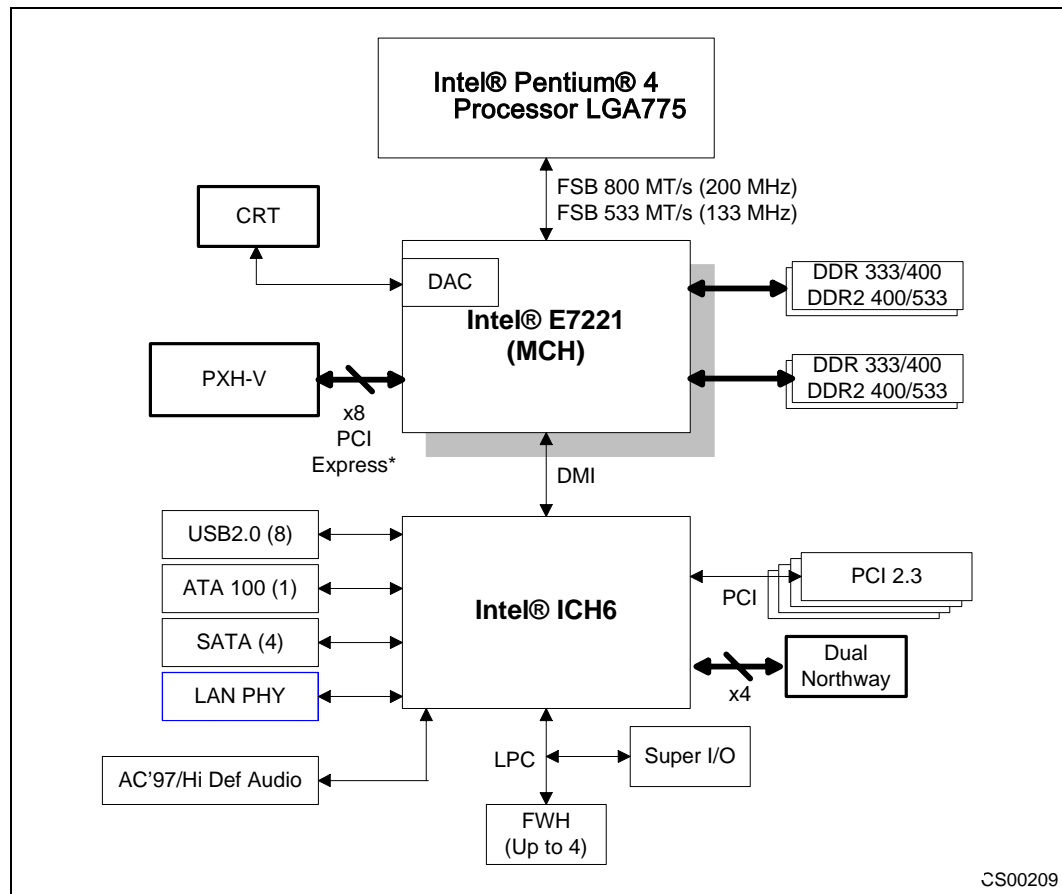 Intel® Pentium® 4
Processor LGA775
FSB 800 MT/s (200 MHz)
FSB 533 MT/s (133 MHz)
CRT
DAC
Intel® E7221
(MCH)
DDR 333/400
DDR2 400/533
DDR 333/400
DDR2 400/533
PXH-V
x8
PCI
Express*
DMI
USB2.0 (8)
ATA 100 (1)
SATA (4)
LAN PHY
Intel® ICH6
PCI
PCI 2.3
x4
Dual
Northway
AC'97/Hi Def Audio
LPC
Super I/O
FWH
(Up to 4)
CS00209